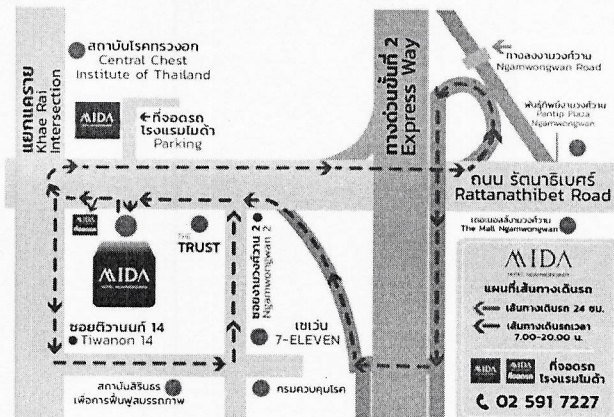 สถาบันโรคทรวงอก
Central Chest
Institute of Thailand
แยกแคราย
Khae Rai
intersection
MIDA
ที่จอดรถ
โรงแรมไมด้า
Parking
ทางด่วนขั้นที่ 2
Express Way
ทางลงงามวงศ์วาน
Ngamwongwan Road
พันธุ์ทิพย์งามวงศ์วาน
Pantip Plaza
Ngamwongwan
ถนน รัตนาธิเบศร์
Rattanathibet Road
เดอะมอลล์งามวงศ์วาน
The Mall Ngamwongwan
MIDA
MIDA
THE
TRUST
ซอยงามวงศ์วาน 2
Ngamwongwan 2
ซอยติวานนท์ 14
Tiwanon 14
เซเว่น
7-ELEVEN
สถาบันสิรินธร
เพื่อการฟื้นฟูสมรรถภาพ
กรมควบคุมโรค
MIDA
แผนที่เส้นทางเดินรถ
เส้นทางเดินรถ 24 ชม.
เส้นทางเดินรถเวลา
7.00-20.00 น.
MIDA
MIDA
ที่จอดรถ
โรงแรมไมด้า
02 591 7227